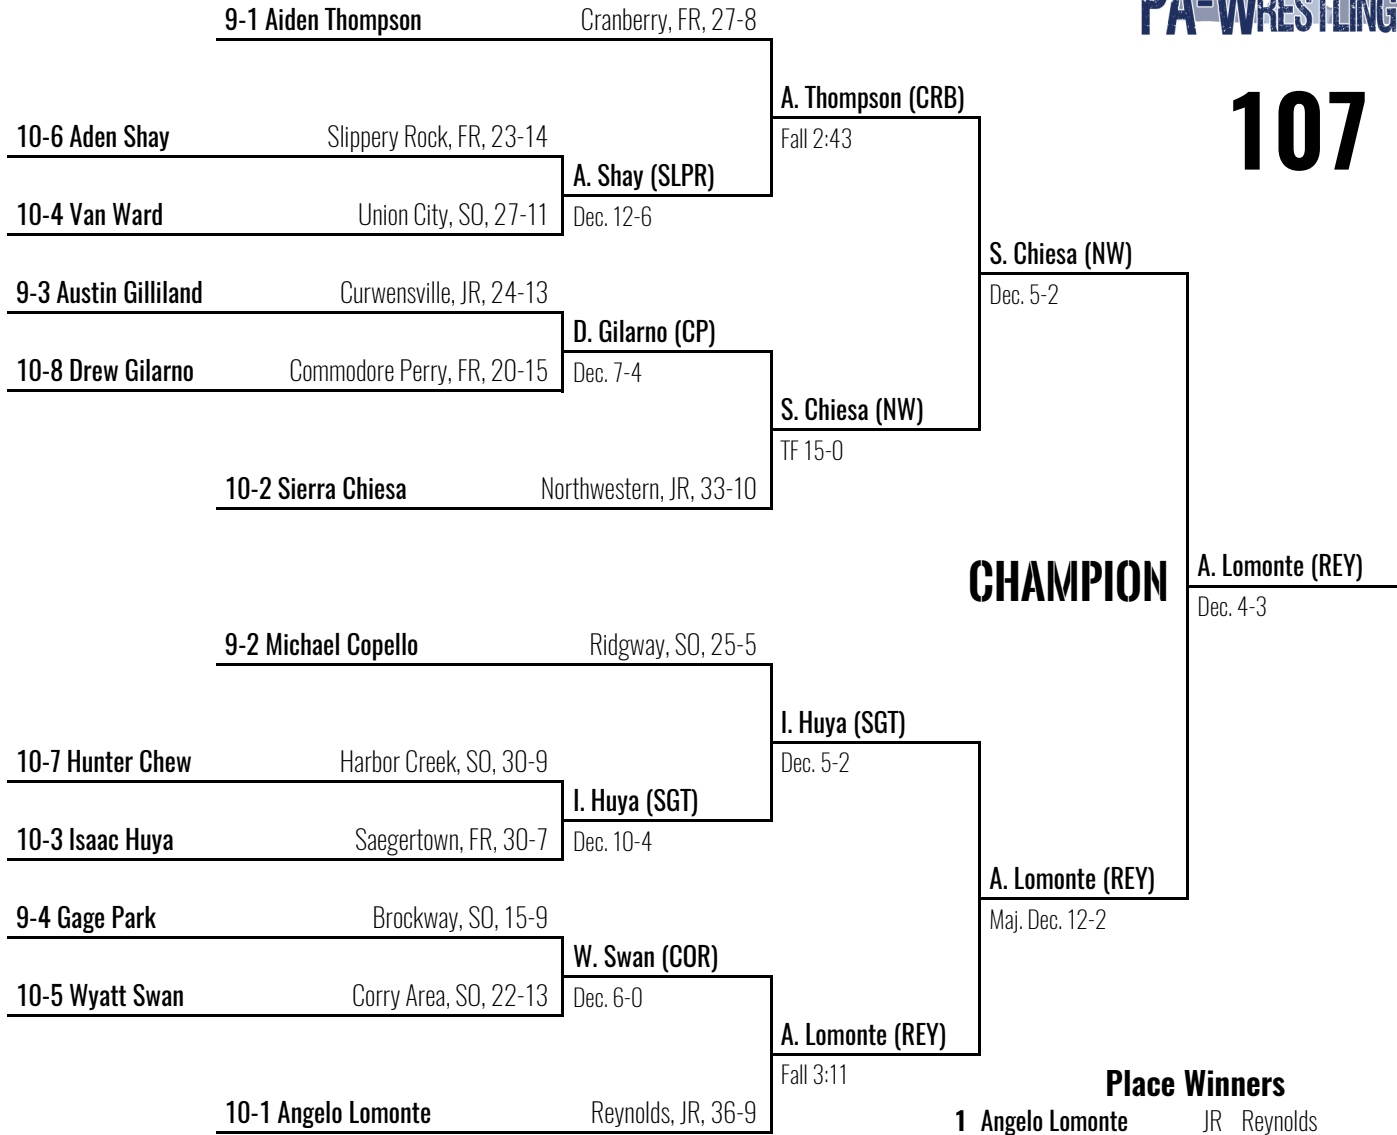 PA-WRESTLING
107
9-1 Aiden Thompson Cranberry, FR, 27-8
A. Thompson (CRB)
Fall 2:43
10-6 Aden Shay Slippery Rock, FR, 23-14
A. Shay (SLPR)
Dec. 12-6
10-4 Van Ward Union City, SO, 27-11
S. Chiesa (NW)
Dec. 5-2
9-3 Austin Gilliland Curwensville, JR, 24-13
D. Gilarno (CP)
Dec. 7-4
10-8 Drew Gilarno Commodore Perry, FR, 20-15
S. Chiesa (NW)
TF 15-0
10-2 Sierra Chiesa Northwestern, JR, 33-10
CHAMPION
A. Lomonte (REY)
Dec. 4-3
9-2 Michael Copello Ridgway, SO, 25-5
I. Huya (SGT)
Dec. 5-2
10-7 Hunter Chew Harbor Creek, SO, 30-9
I. Huya (SGT)
Dec. 10-4
10-3 Isaac Huya Saegertown, FR, 30-7
A. Lomonte (REY)
Maj. Dec. 12-2
9-4 Gage Park Brockway, SO, 15-9
W. Swan (COR)
Dec. 6-0
10-5 Wyatt Swan Corry Area, SO, 22-13
A. Lomonte (REY)
Fall 3:11
10-1 Angelo Lomonte Reynolds, JR, 36-9
Place Winners
1 Angelo Lomonte JR Reynolds